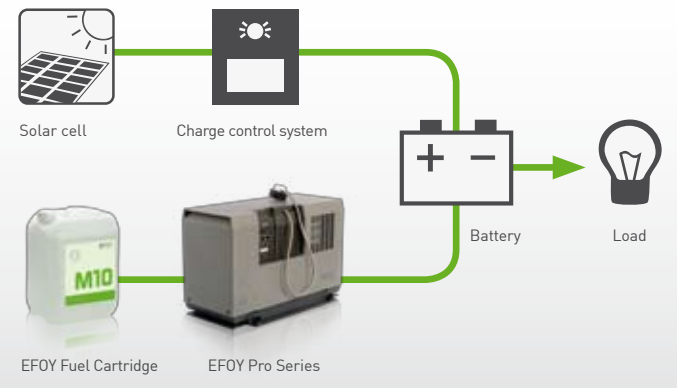 Solar cell
Charge control system
+ −
Battery
Load
M10
EFOY Fuel Cartridge
EFOY Pro Series